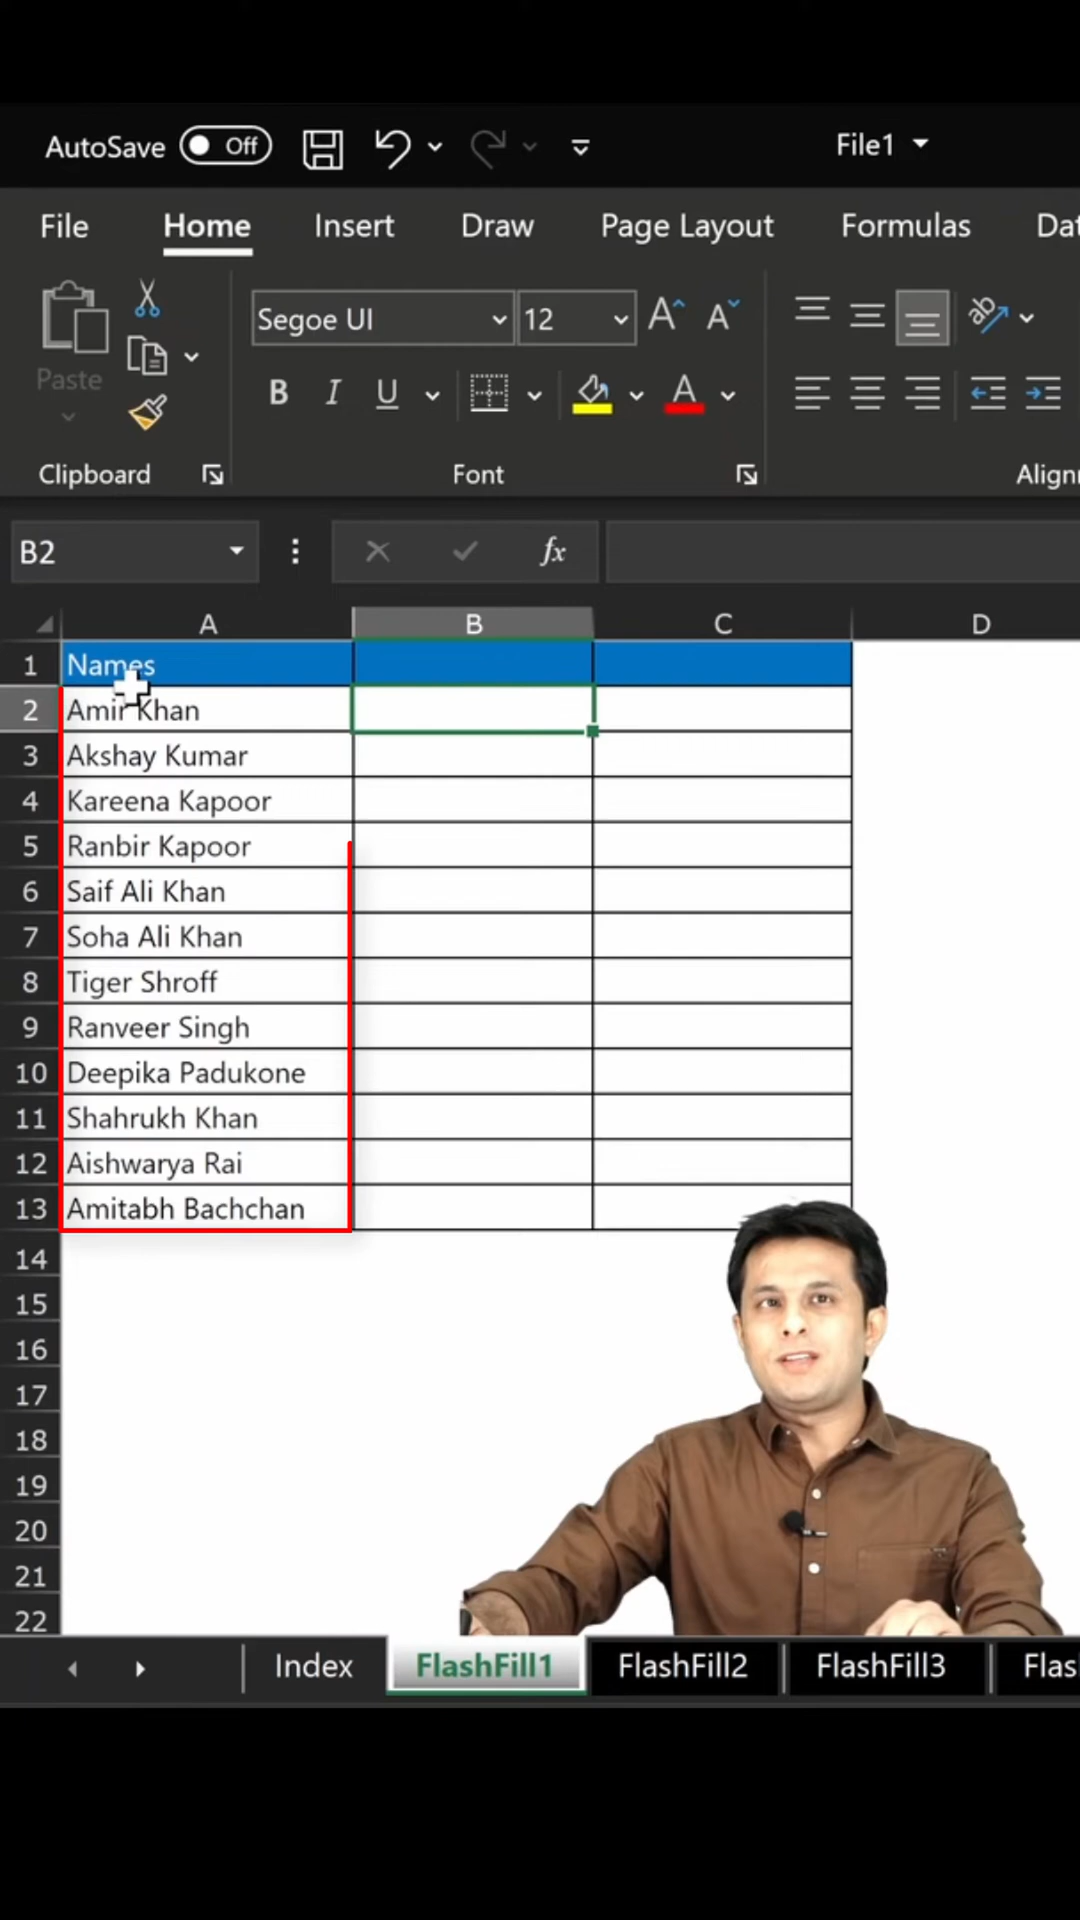 AutoSave Off File1
File Home Insert Draw Page Layout Formulas Dat
Segoe UI 12 A A
Paste B I U A ab
Clipboard Font Alignr
B2 fx
A B C D
1 Names
2 Amir Khan
3 Akshay Kumar
4 Kareena Kapoor
5 Ranbir Kapoor
6 Saif Ali Khan
7 Soha Ali Khan
8 Tiger Shroff
9 Ranveer Singh
10 Deepika Padukone
11 Shahrukh Khan
12 Aishwarya Rai
13 Amitabh Bachchan
14
15
16
17
18
19
20
21
22
Index FlashFill1 FlashFill2 FlashFill3 Flas